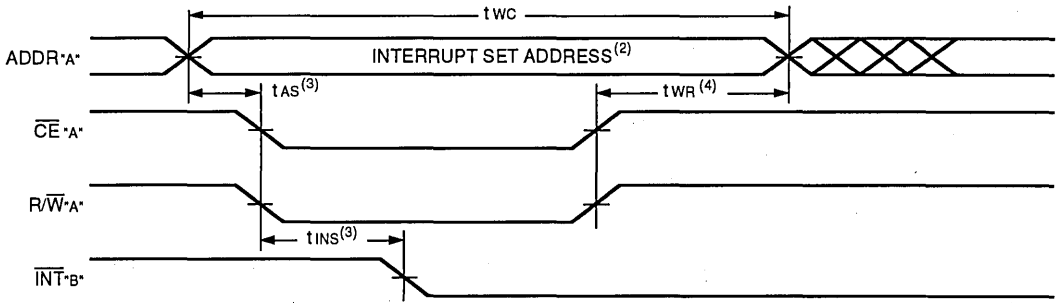 tWC
ADDR"A"
INTERRUPT SET ADDRESS(2)
tAS(3)
tWR(4)
CE"A"
R/W"A"
tINS(3)
INT"B"